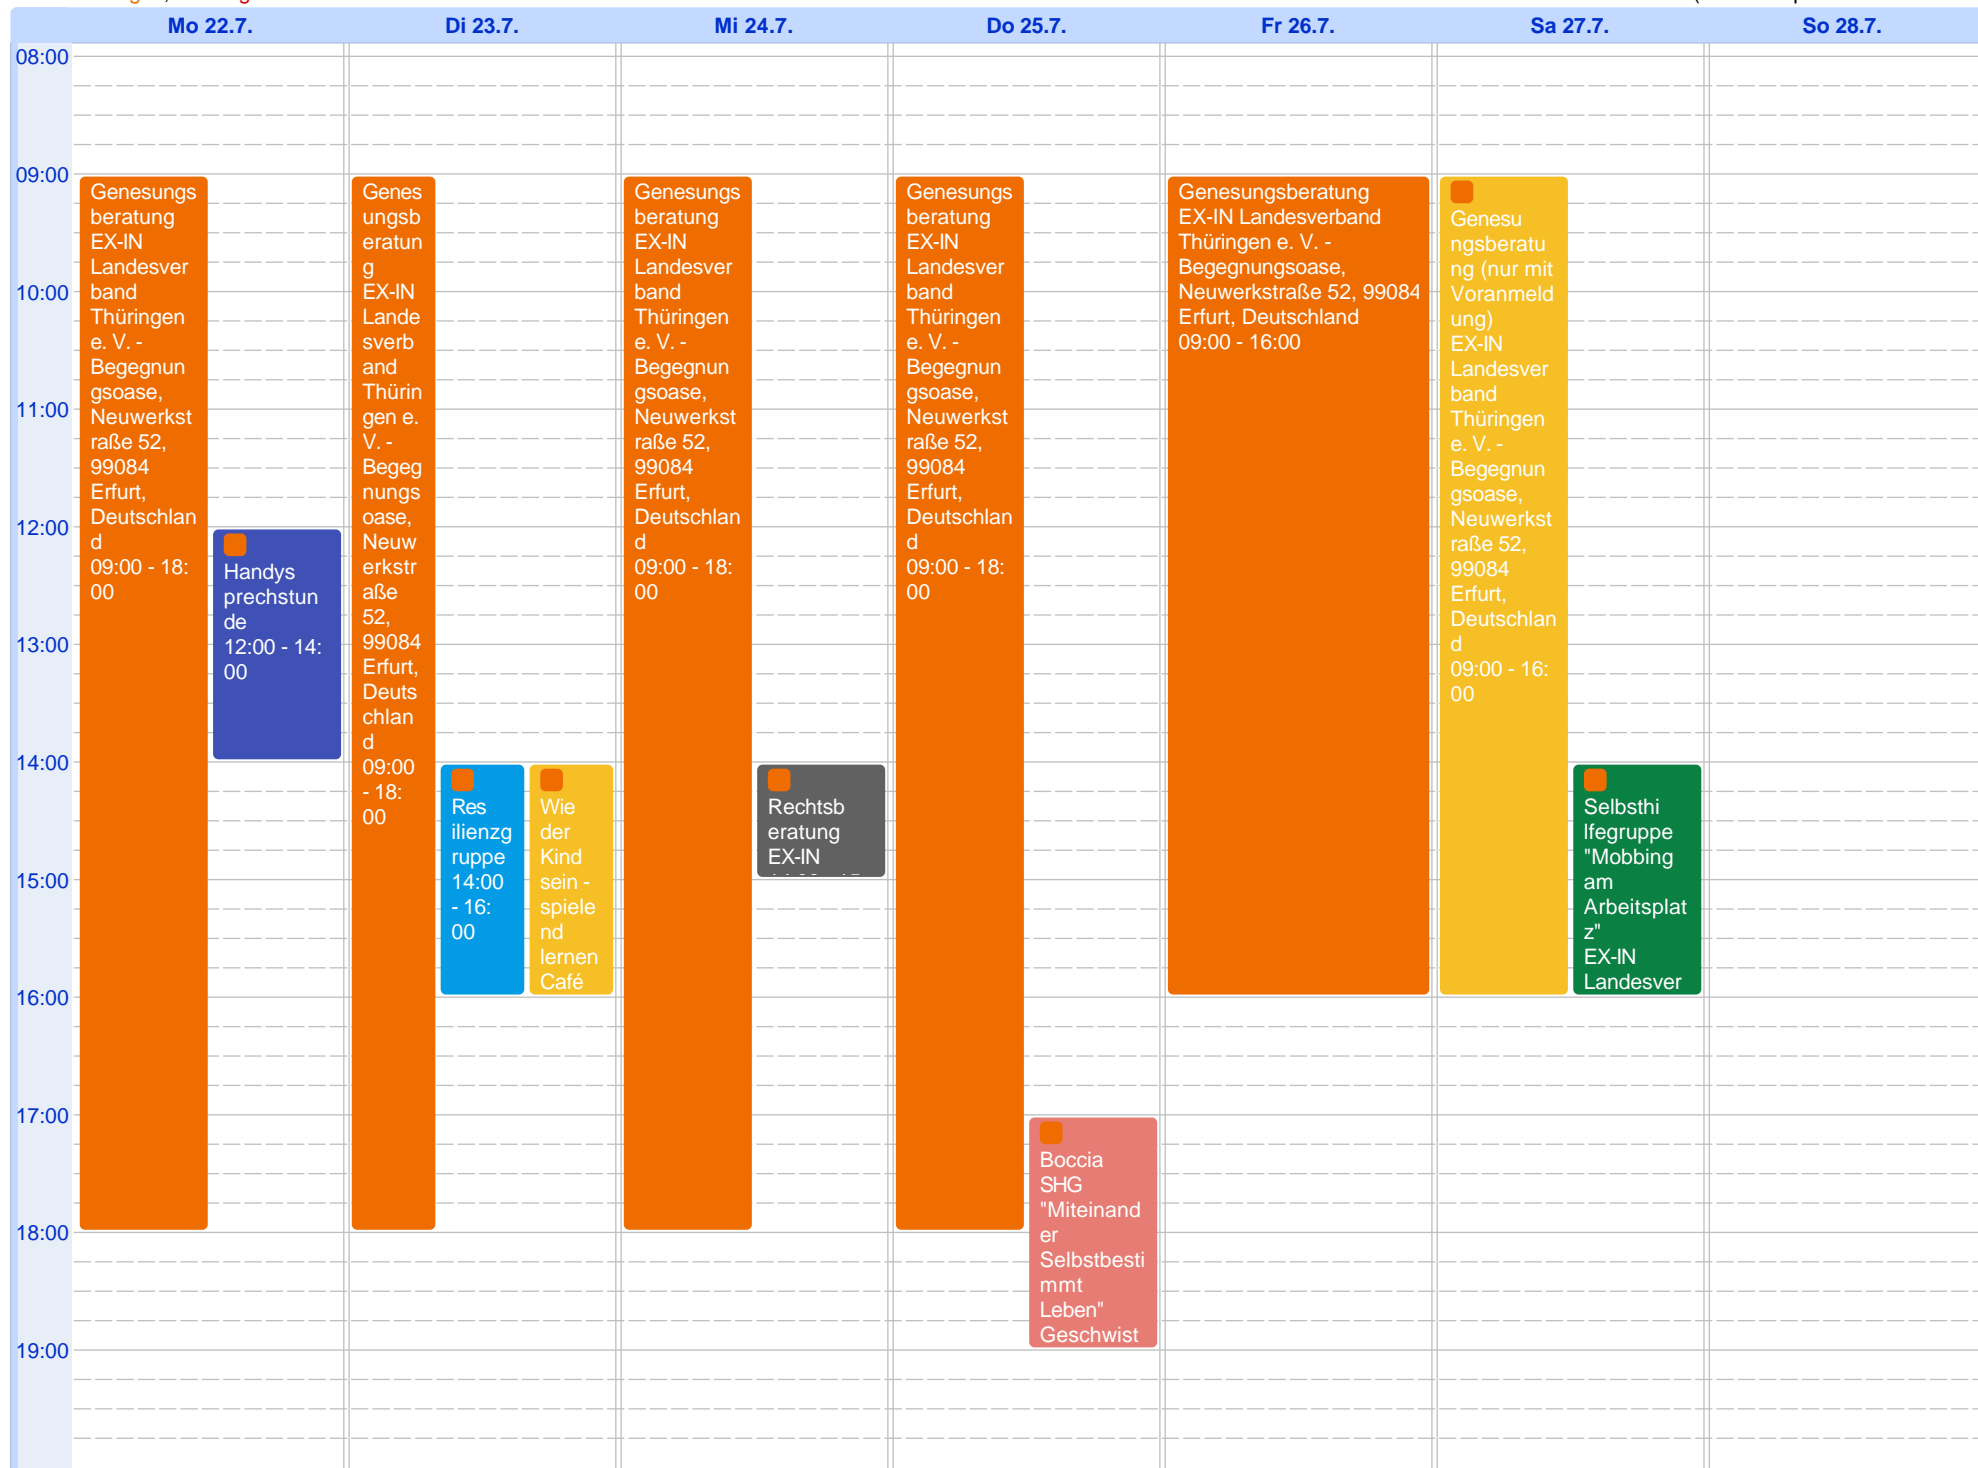 Mo 22.7.
Di 23.7.
Mi 24.7.
Do 25.7.
Fr 26.7.
Sa 27.7.
So 28.7.
08:00
09:00
10:00
11:00
12:00
13:00
14:00
15:00
16:00
17:00
18:00
19:00
Genesungs
beratung
EX-IN
Landesver
band
Thüringen
e. V. -
Begegnun
gsoase,
Neuwerkst
raße 52,
99084
Erfurt,
Deutschlan
d
09:00 - 18:
00
Handys
prechstun
de
12:00 - 14:
00
Genes
ungsb
eratun
g
EX-IN
Lande
sverb
and
Thürin
gen e.
V. -
Begeg
nungs
oase,
Neuw
erkstr
aße
52,
99084
Erfurt,
Deuts
chlan
d
09:00
- 18:
00
Res
ilienzg
ruppe
14:00
- 16:
00
Wie
der
Kind
sein -
spiele
nd
lernen
Café
Genesungs
beratung
EX-IN
Landesver
band
Thüringen
e. V. -
Begegnun
gsoase,
Neuwerkst
raße 52,
99084
Erfurt,
Deutschlan
d
09:00 - 18:
00
Rechtsb
eratung
EX-IN
Genesungs
beratung
EX-IN
Landesver
band
Thüringen
e. V. -
Begegnun
gsoase,
Neuwerkst
raße 52,
99084
Erfurt,
Deutschlan
d
09:00 - 18:
00
Boccia
SHG
"Miteinand
er
Selbstbesti
mmt
Leben"
Geschwist
Genesungsberatung
EX-IN Landesverband
Thüringen e. V. -
Begegnungsoase,
Neuwerkstraße 52, 99084
Erfurt, Deutschland
09:00 - 16:00
Genesu
ngsberatu
ng (nur mit
Voranmeld
ung)
EX-IN
Landesver
band
Thüringen
e. V. -
Begegnun
gsoase,
Neuwerkst
raße 52,
99084
Erfurt,
Deutschlan
d
09:00 - 16:
00
Selbsthi
lfegruppe
"Mobbing
am
Arbeitsplat
z"
EX-IN
Landesver